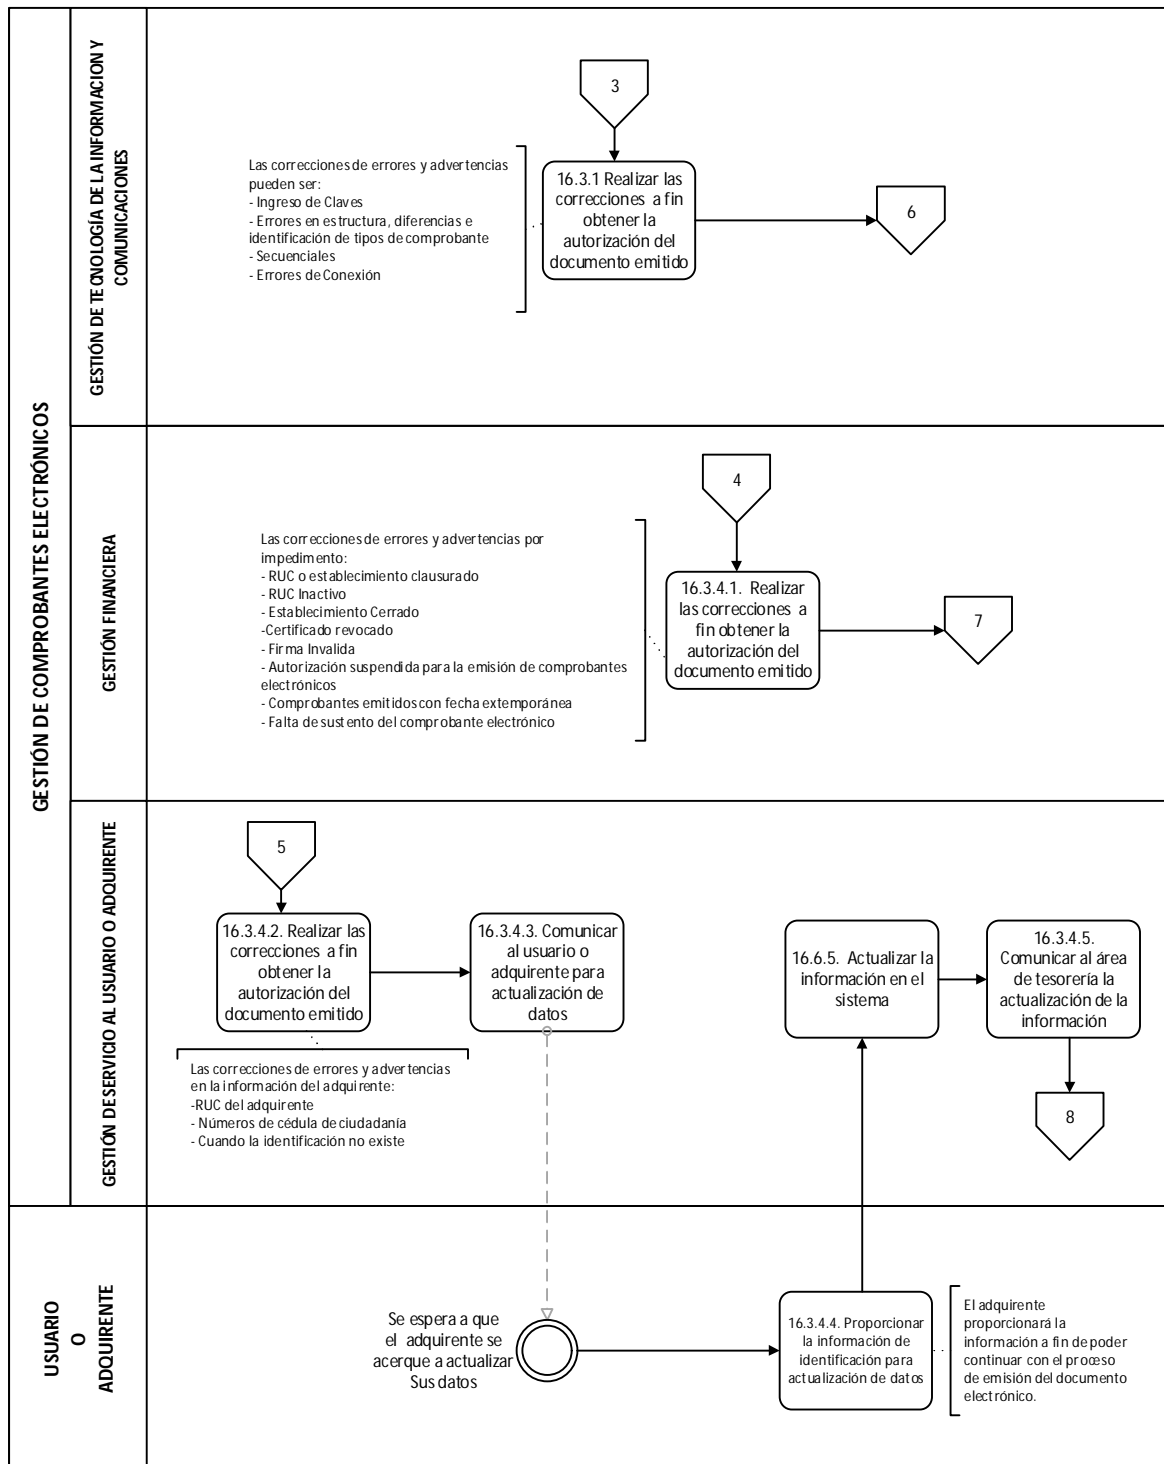 GESTIÓN DE COMPROBANTES ELECTRÓNICOS
GESTIÓN DE TECNOLOGÍA DE LA INFORMACION Y
COMUNICACIONES
3
Las correcciones de errores y advertencias
pueden ser:
- Ingreso de Claves
- Errores en estructura, diferencias e
identificación de tipos de comprobante
- Secuenciales
- Errores de Conexión
16.3.1 Realizar las
correcciones a fin
obtener la
autorización del
documento emitido
6
GESTIÓN FINANCIERA
4
Las correcciones de errores y advertencias por
impedimento:
- RUC o establecimiento clausurado
- RUC Inactivo
- Establecimiento Cerrado
-Certificado revocado
- Firma Invalida
- Autorización suspendida para la emisión de comprobantes
electrónicos
- Comprobantes emitidos con fecha extemporánea
- Falta de sustento del comprobante electrónico
16.3.4.1. Realizar
las correcciones a
fin obtener la
autorización del
documento emitido
7
GESTIÓN DE SERVICIO AL USUARIO O ADQUIRENTE
5
16.3.4.2. Realizar las
correcciones a fin
obtener la
autorización del
documento emitido
Las correcciones de errores y advertencias
en la información del adquirente:
-RUC del adquirente
- Números de cédula de ciudadanía
- Cuando la identificación no existe
16.3.4.3. Comunicar
al usuario o
adquirente para
actualización de
datos
16.6.5. Actualizar la
información en el
sistema
16.3.4.5.
Comunicar al área
de tesorería la
actualización de la
información
8
USUARIO
O
ADQUIRENTE
Se espera a que
el adquirente se
acerque a actualizar
Sus datos
16.3.4.4. Proporcionar
la información de
identificación para
actualización de datos
El adquirente
proporcionará la
información a fin de poder
continuar con el proceso
de emisión del documento
electrónico.